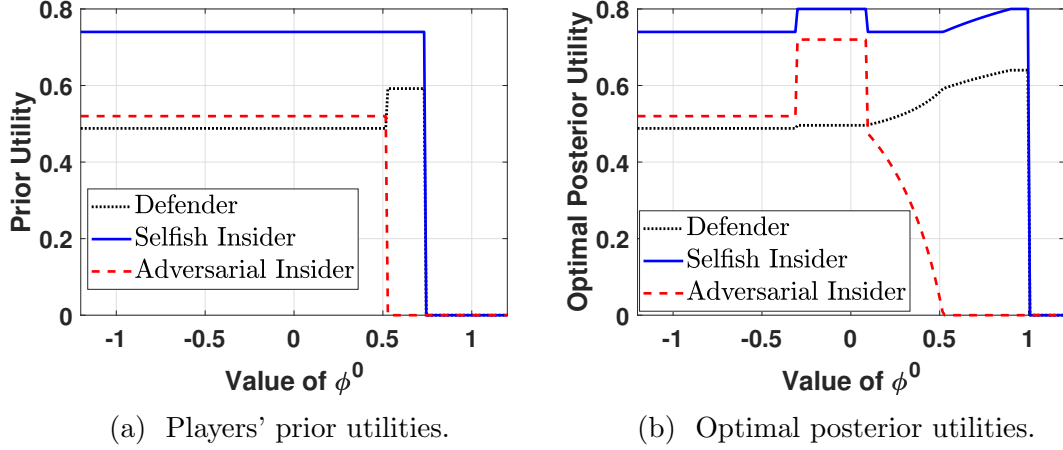 0.8
0.6
0.4
0.2
0
Prior Utility
Defender
Selfish Insider
Adversarial Insider
-1 -0.5 0 0.5 1
Value of ϕ⁰
(a) Players' prior utilities.
0.8
0.6
0.4
0.2
0
Optimal Posterior Utility
Defender
Selfish Insider
Adversarial Insider
-1 -0.5 0 0.5 1
Value of ϕ⁰
(b) Optimal posterior utilities.